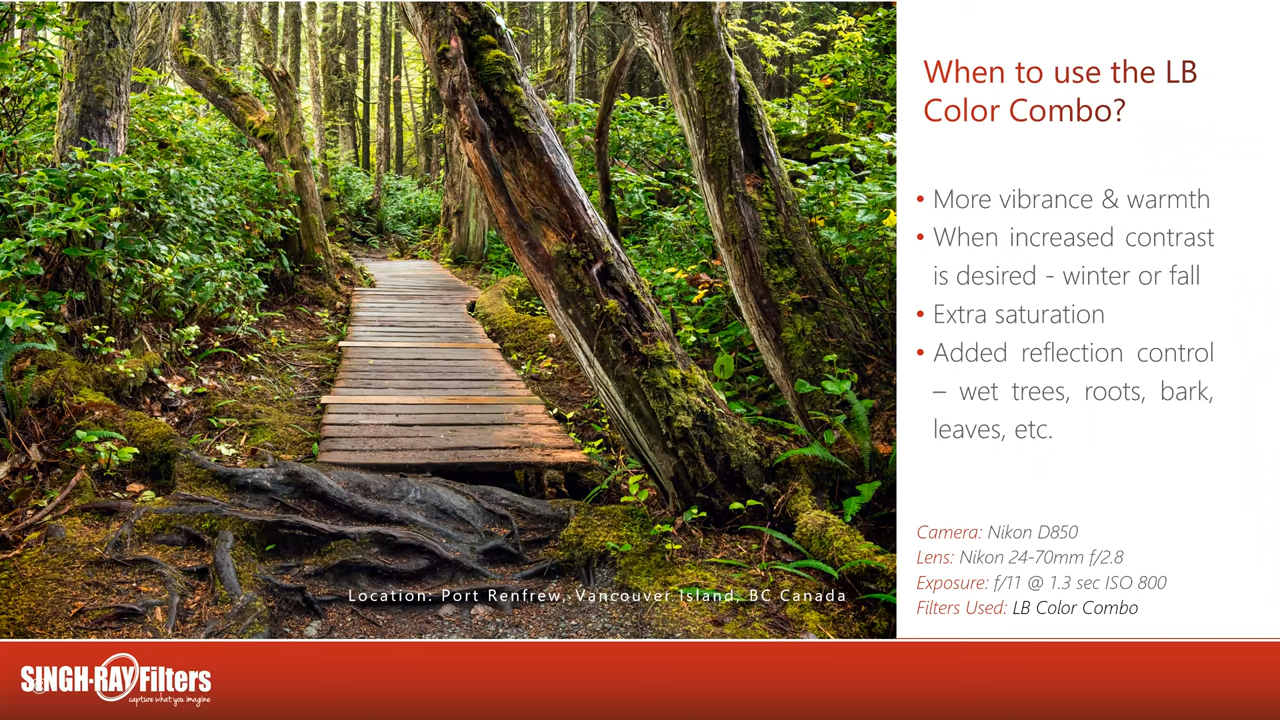 When to use the LB
Color Combo?
• More vibrance & warmth
• When increased contrast
is desired - winter or fall
• Extra saturation
• Added reflection control
– wet trees, roots, bark,
leaves, etc.
Camera: Nikon D850
Lens: Nikon 24-70mm f/2.8
Exposure: f/11 @ 1.3 sec ISO 800
Filters Used: LB Color Combo
Location: Port Renfrew, Vancouver Island, BC Canada
SINGH-RAY Filters
capture what you imagine